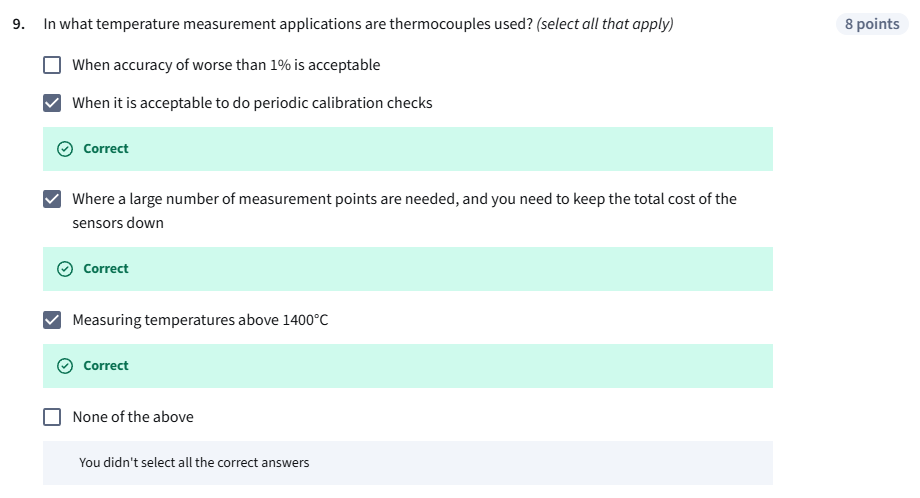 9. In what temperature measurement applications are thermocouples used? (select all that apply) 8 points
When accuracy of worse than 1% is acceptable
When it is acceptable to do periodic calibration checks
Correct
Where a large number of measurement points are needed, and you need to keep the total cost of the
sensors down
Correct
Measuring temperatures above 1400°C
Correct
None of the above
You didn't select all the correct answers